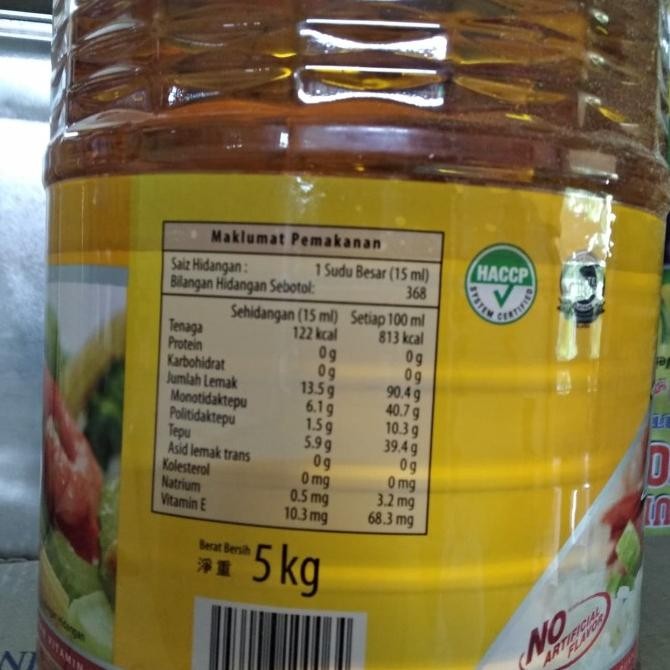 Maklumat Pemakanan
Saiz Hidangan : 1 Sudu Besar (15 ml)
Bilangan Hidangan Sebotol: 368
Sehidangan (15 ml) Setiap 100 ml
Tenaga 122 kcal 813 kcal
Protein 0 g 0 g
Karbohidrat 0 g 0 g
Jumlah Lemak 13.5 g 90.4 g
Monotidaktepu 6.1 g 40.7 g
Politidaktepu 1.5 g 10.3 g
Tepu 5.9 g 39.4 g
Asid lemak trans 0 g 0 g
Kolesterol 0 mg 0 mg
Natrium 0.5 mg 3.2 mg
Vitamin E 10.3 mg 68.3 mg
HACCP
SYSTEM CERTIFIED
Berat Bersih
淨重 5 kg
NO
ARTIFICIAL
FLAVOR
VITAMIN